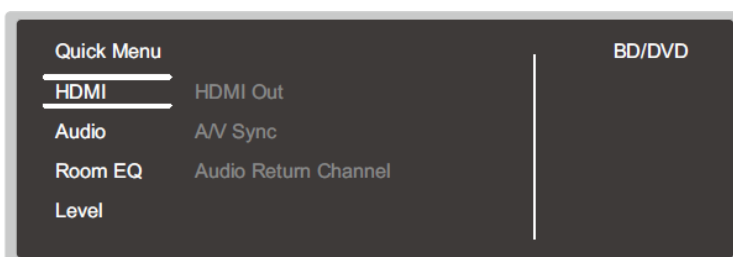 Quick Menu BD/DVD
HDMI HDMI Out
Audio A/V Sync
Room EQ Audio Return Channel
Level